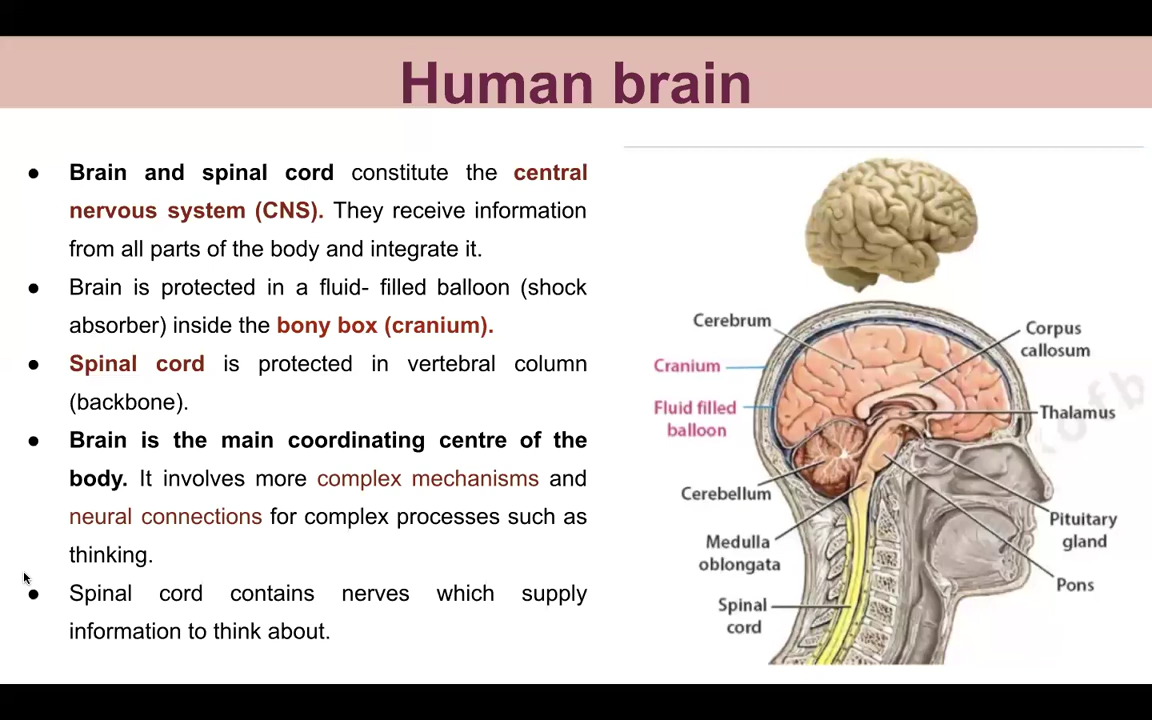 Human brain
● Brain and spinal cord constitute the central
nervous system (CNS). They receive information
from all parts of the body and integrate it.
● Brain is protected in a fluid- filled balloon (shock
absorber) inside the bony box (cranium).
● Spinal cord is protected in vertebral column
(backbone).
● Brain is the main coordinating centre of the
body. It involves more complex mechanisms and
neural connections for complex processes such as
thinking.
● Spinal cord contains nerves which supply
information to think about.
Cerebrum
Cranium
Fluid filled
balloon
Cerebellum
Medulla
oblongata
Spinal
cord
Corpus
callosum
Thalamus
Pituitary
gland
Pons